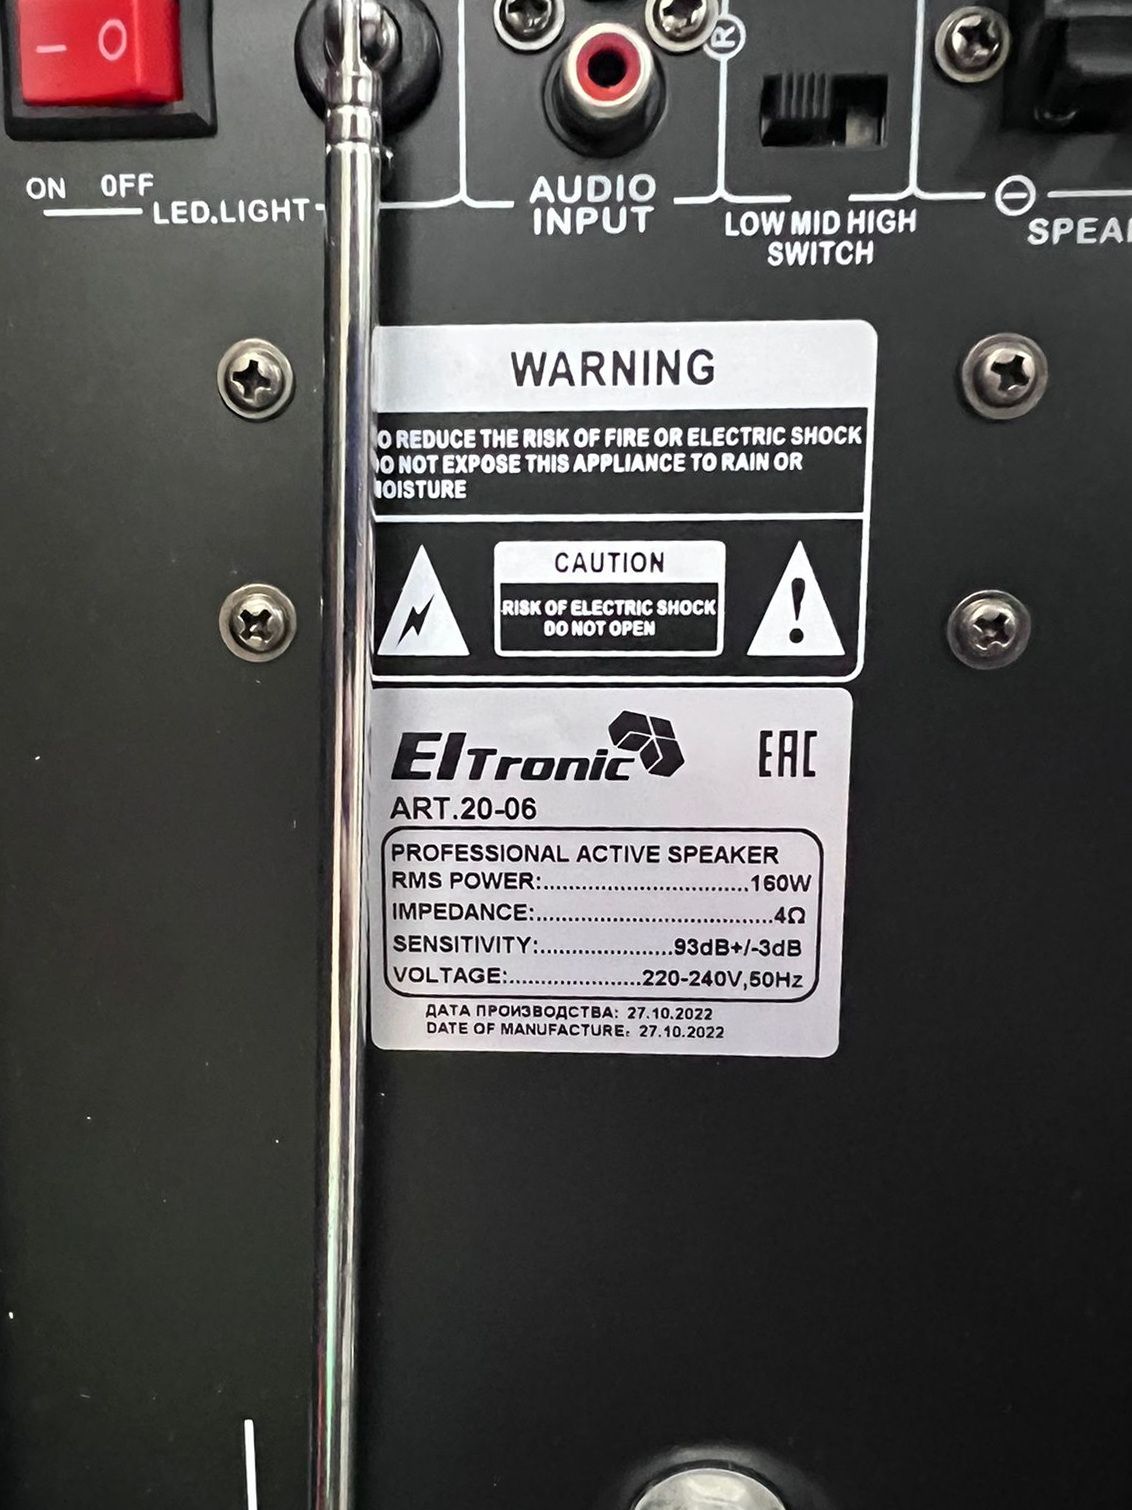 R
ON OFF
LED.LIGHT
AUDIO
INPUT
LOW MID HIGH
SWITCH
WARNING
O REDUCE THE RISK OF FIRE OR ELECTRIC SHOCK
O NOT EXPOSE THIS APPLIANCE TO RAIN OR
OISTURE
CAUTION
RISK OF ELECTRIC SHOCK
DO NOT OPEN
Eltronic
EAC
ART.20-06
PROFESSIONAL ACTIVE SPEAKER
RMS POWER:................................160W
IMPEDANCE:.....................................4Ω
SENSITIVITY:.....................93dB+/-3dB
VOLTAGE:.....................220-240V,50Hz
ДАТА ПРОИЗВОДСТВА: 27.10.2022
DATE OF MANUFACTURE: 27.10.2022